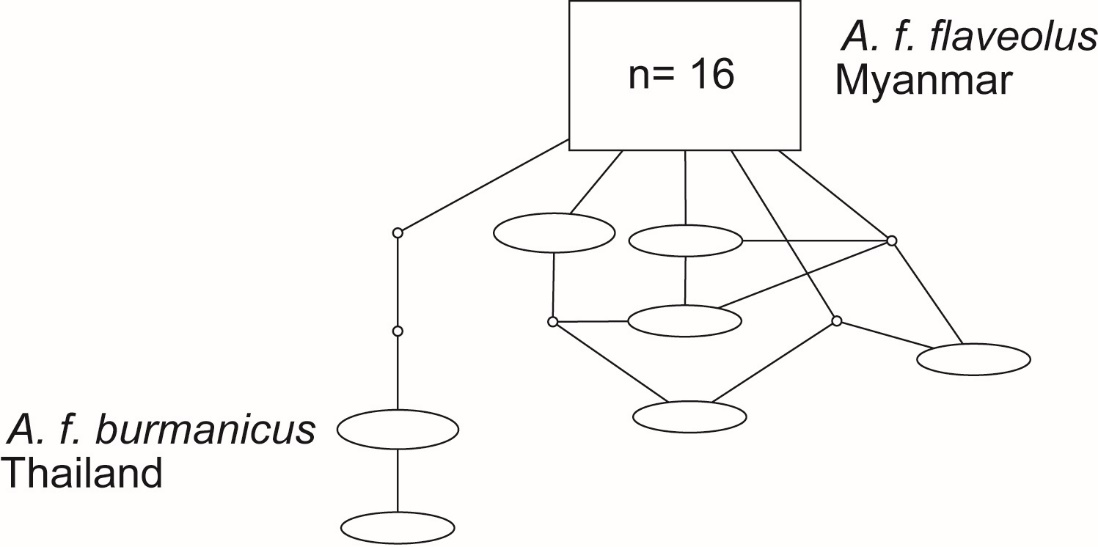 n= 16
A. f. flaveolus
Myanmar
A. f. burmanicus
Thailand